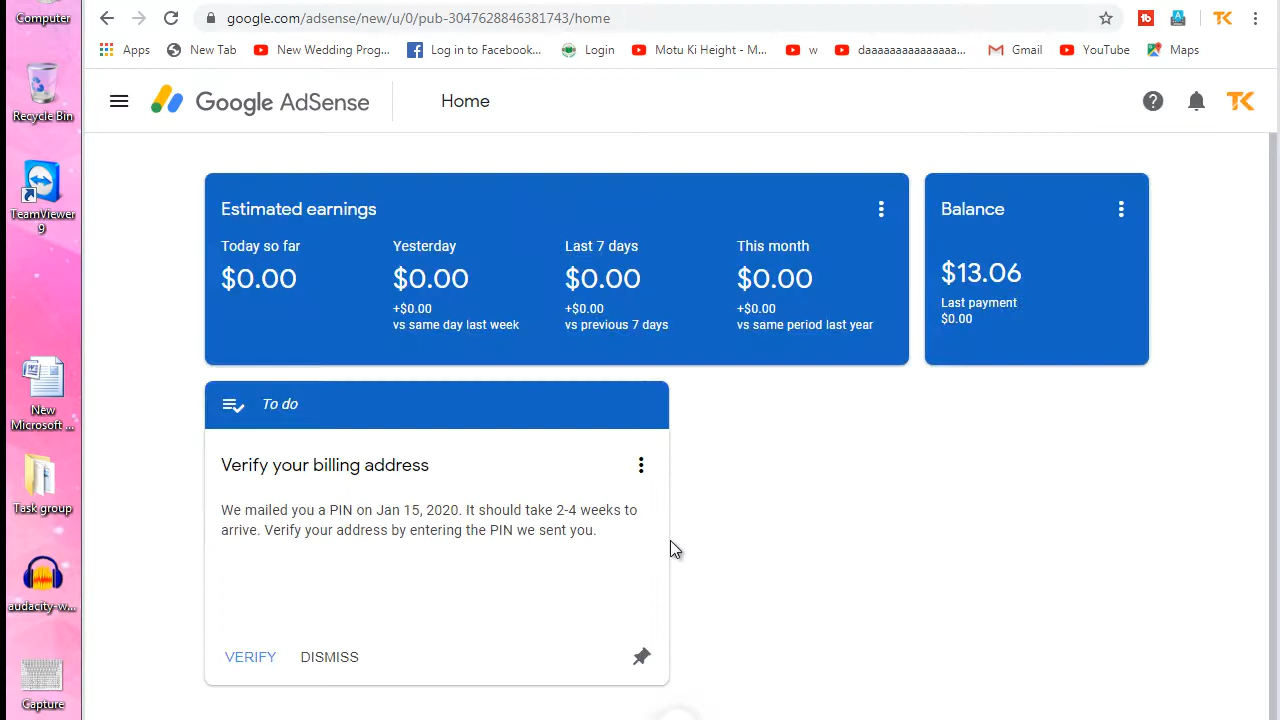 Computer
google.com/adsense/new/u/0/pub-3047628846381743/home
Apps
New Tab
New Wedding Prog...
Log in to Facebook...
Login
Motu Ki Height - M...
w
daaaaaaaaaaaaaa...
Gmail
YouTube
Maps
Google AdSense
Home
TK
Recycle Bin
TeamViewer
9
Estimated earnings
Today so far
$0.00
Yesterday
$0.00
+$0.00
vs same day last week
Last 7 days
$0.00
+$0.00
vs previous 7 days
This month
$0.00
+$0.00
vs same period last year
Balance
$13.06
Last payment
$0.00
New
Microsoft ...
Task group
audacity-w...
Capture
To do
Verify your billing address
We mailed you a PIN on Jan 15, 2020. It should take 2-4 weeks to
arrive. Verify your address by entering the PIN we sent you.
VERIFY
DISMISS